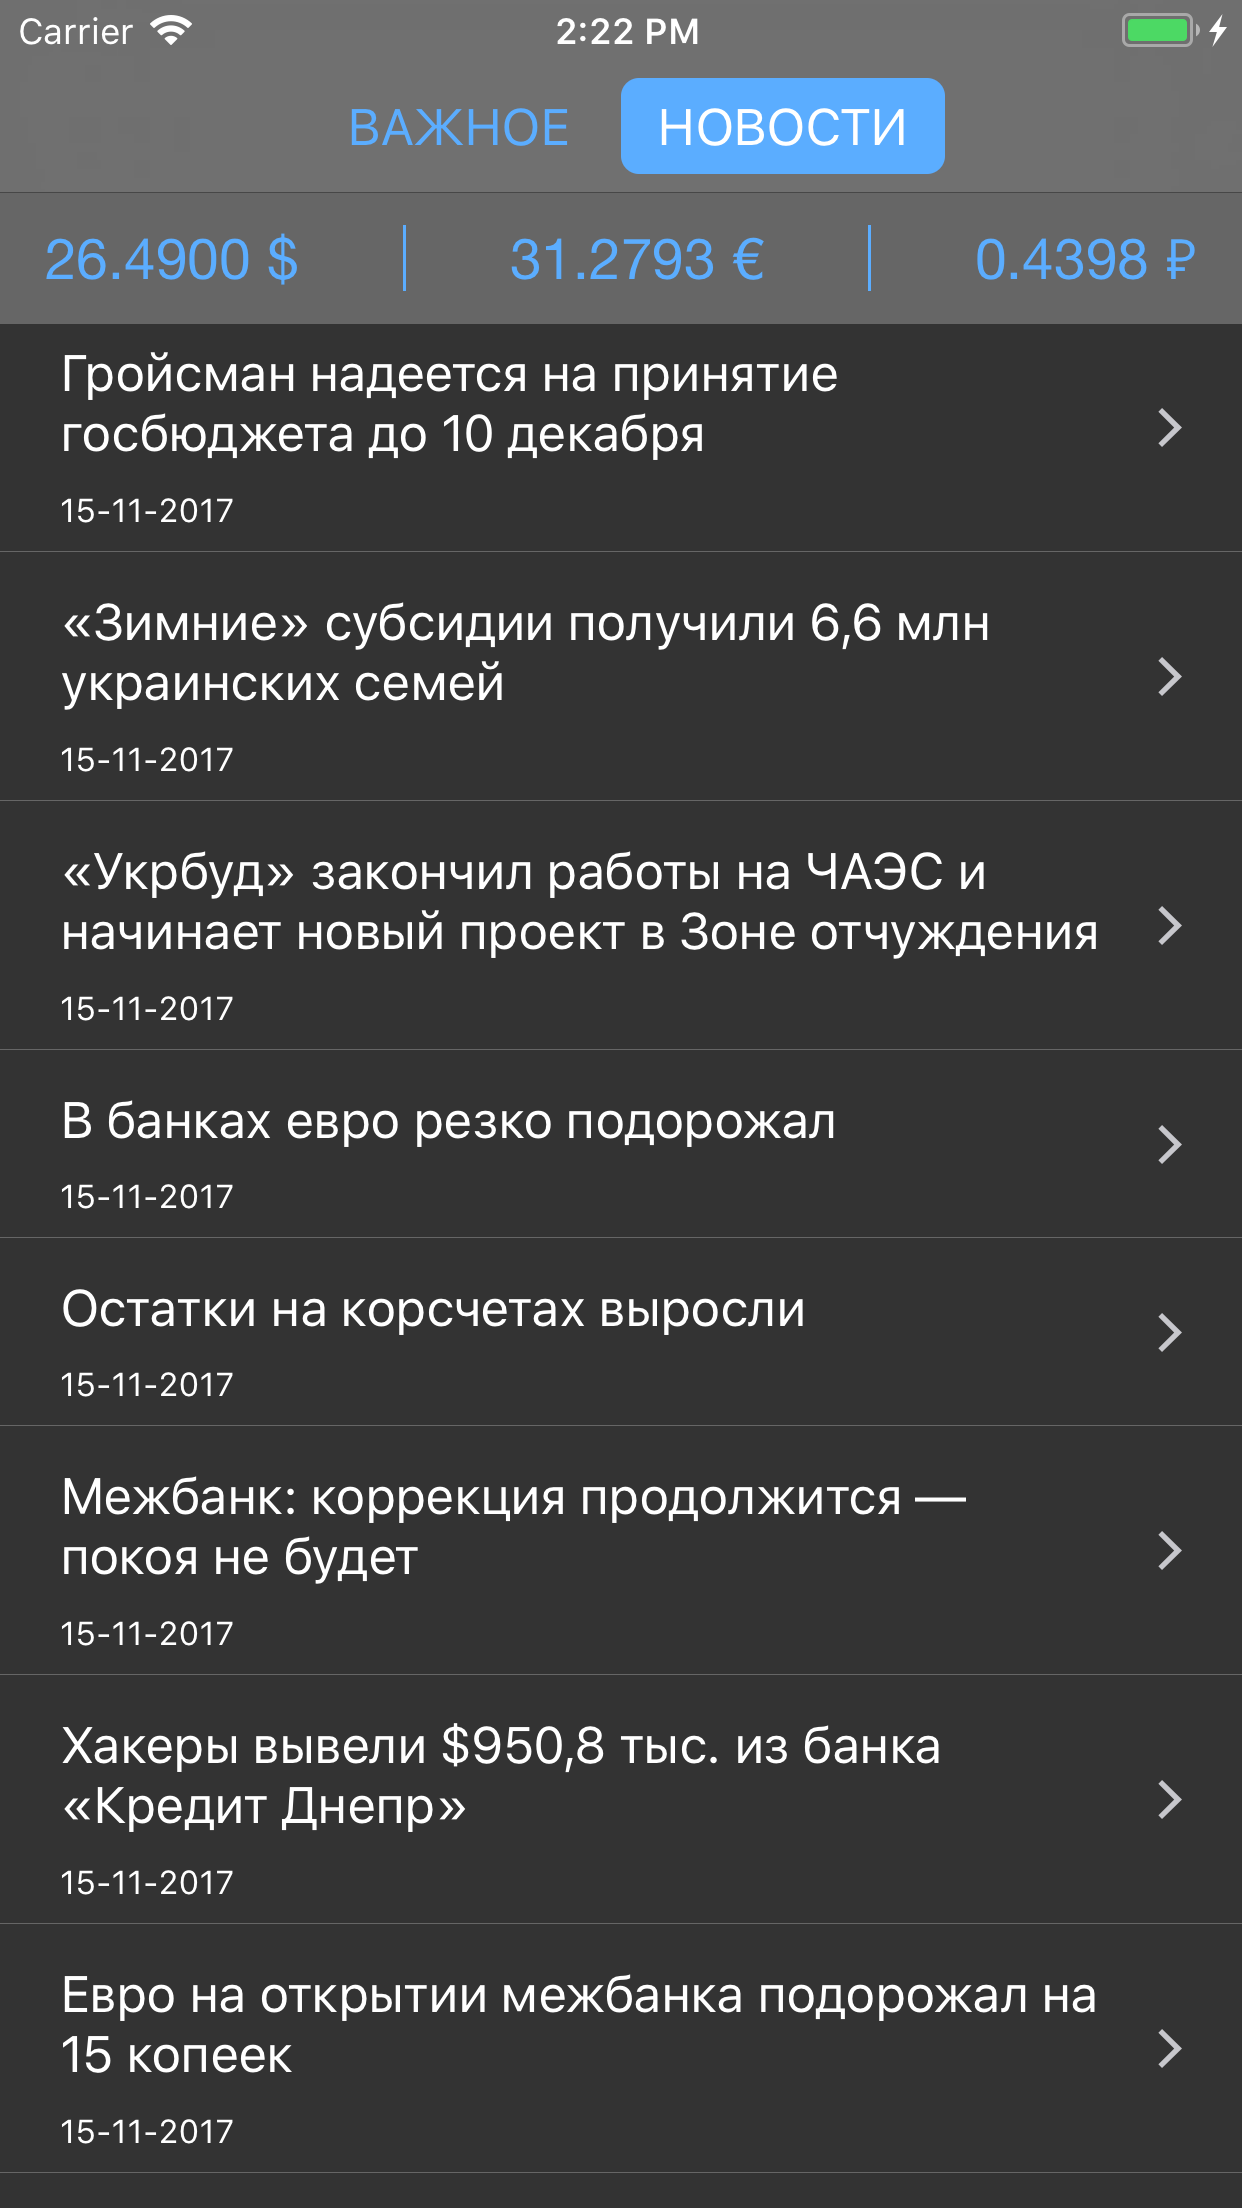 Carrier 2:22 PM
ВАЖНОЕ НОВОСТИ
26.4900 $ 31.2793 € 0.4398 ₽
Гройсман надеется на принятие
госбюджета до 10 декабря
15-11-2017
«Зимние» субсидии получили 6,6 млн
украинских семей
15-11-2017
«Укрбуд» закончил работы на ЧАЭС и
начинает новый проект в Зоне отчуждения
15-11-2017
В банках евро резко подорожал
15-11-2017
Остатки на корсчетах выросли
15-11-2017
Межбанк: коррекция продолжится —
покоя не будет
15-11-2017
Хакеры вывели $950,8 тыс. из банка
«Кредит Днепр»
15-11-2017
Евро на открытии межбанка подорожал на
15 копеек
15-11-2017